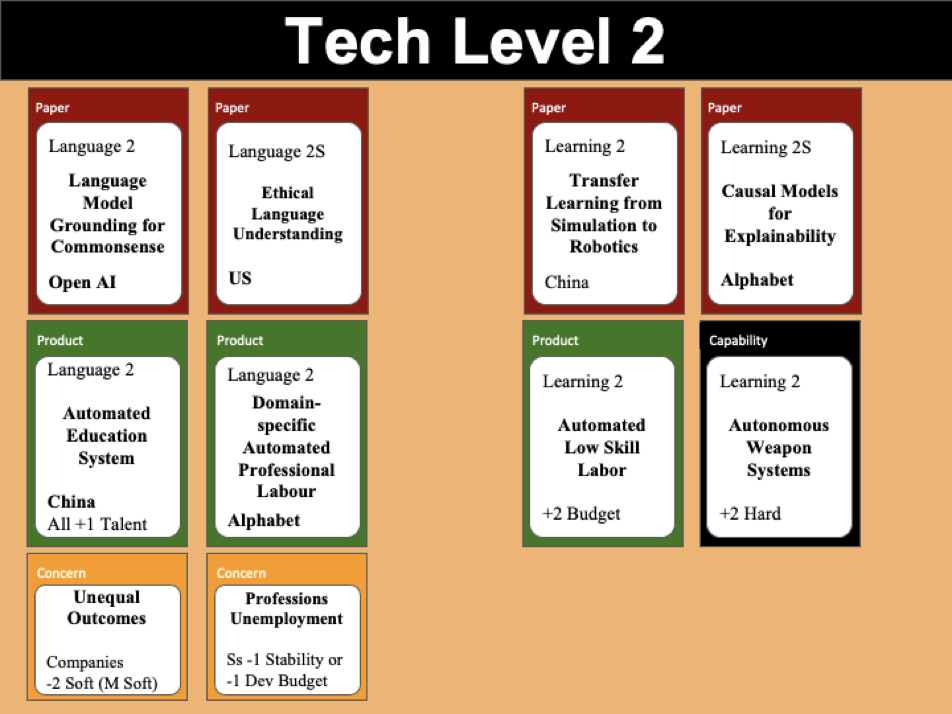 Tech Level 2
Paper
Language 2
Language
Model
Grounding for
Commonsense
Open AI
Paper
Language 2S
Ethical
Language
Understanding
US
Paper
Learning 2
Transfer
Learning from
Simulation to
Robotics
China
Paper
Learning 2S
Causal Models
for
Explainability
Alphabet
Product
Language 2
Automated
Education
System
China
All +1 Talent
Product
Language 2
Domain-
specific
Automated
Professional
Labour
Alphabet
Product
Learning 2
Automated
Low Skill
Labor
+2 Budget
Capability
Learning 2
Autonomous
Weapon
Systems
+2 Hard
Concern
Unequal
Outcomes
Companies
-2 Soft (M Soft)
Concern
Professions
Unemployment
Ss -1 Stability or
-1 Dev Budget